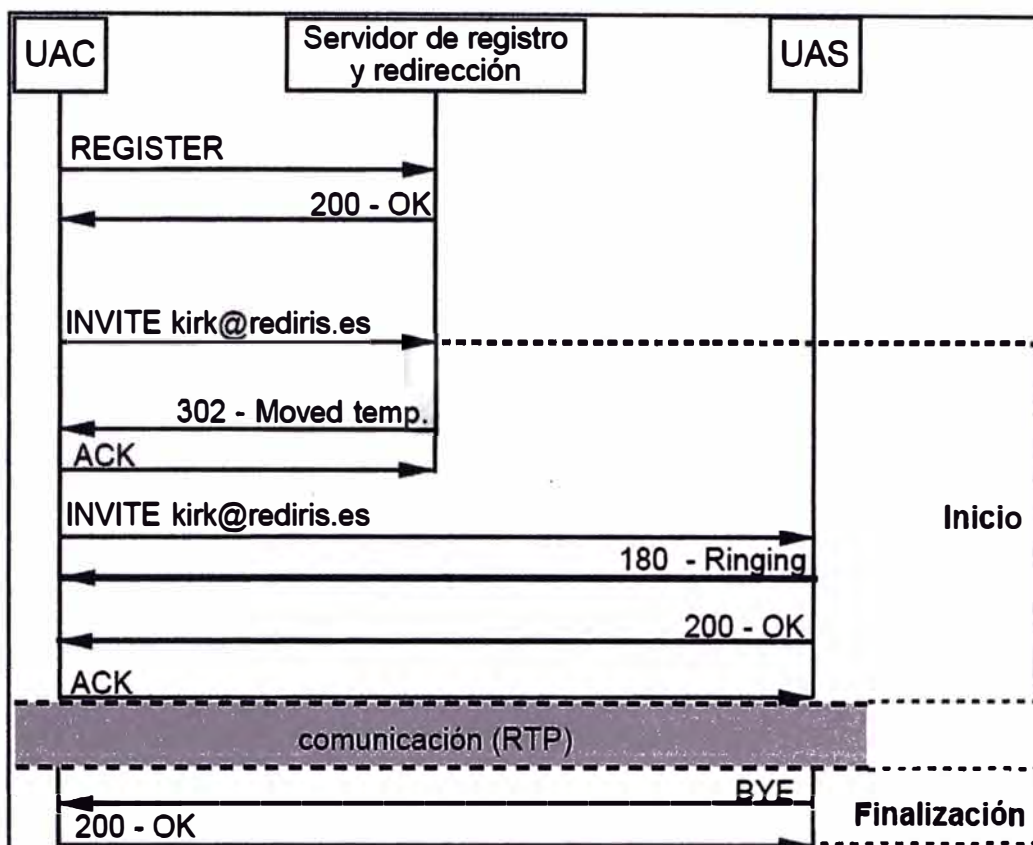 UAC
Servidor de registro
y redirección
UAS
REGISTER
200 - OK
INVITE kirk@rediris.es
302 - Moved temp.
ACK
INVITE kirk@rediris.es
Inicio
180 - Ringing
200 - OK
ACK
comunicación (RTP)
BYE
Finalización
200 - OK